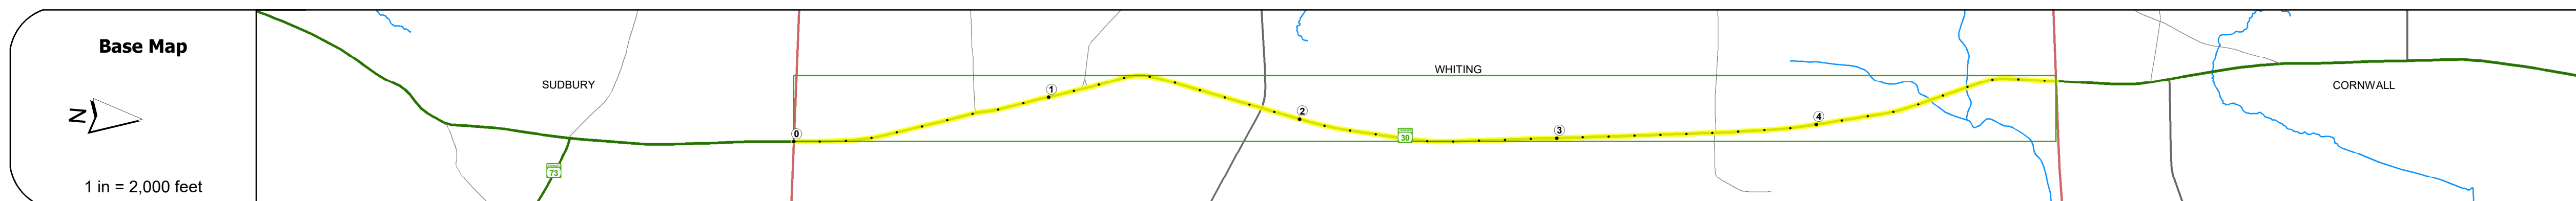 Base Map
N
1 in = 2,000 feet
SUDBURY
73
0
1
WHITING
2
30
3
4
CORNWALL